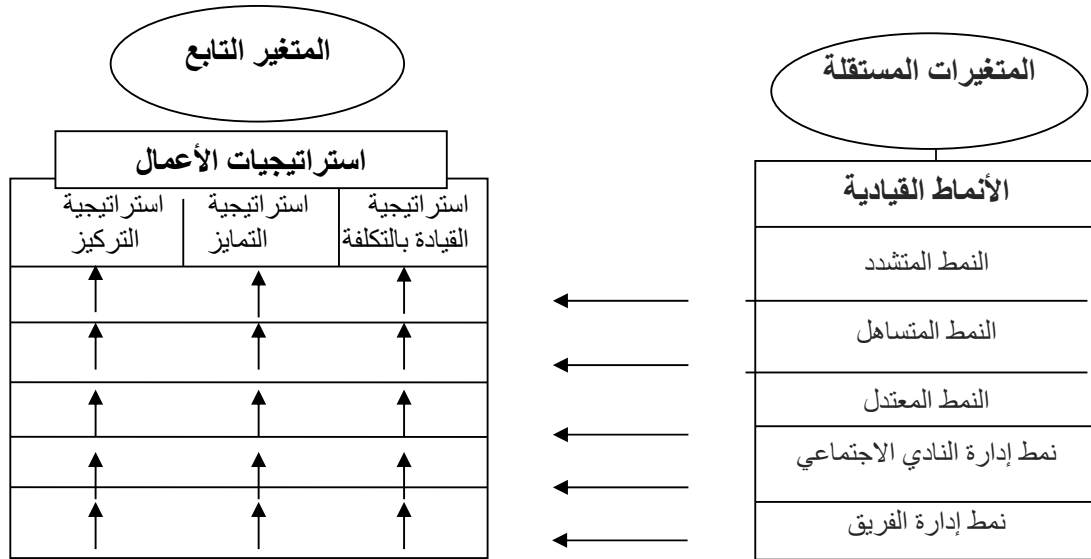 المتغيرات المستقلة
الأنماط القيادية
النمط المتشدد
النمط المتساهل
النمط المعتدل
نمط إدارة النادي الاجتماعي
نمط إدارة الفريق
المتغير التابع
استراتيجيات الأعمال
استراتيجية
القيادة بالتكلفة
استراتيجية
التمايز
استراتيجية
التركيز